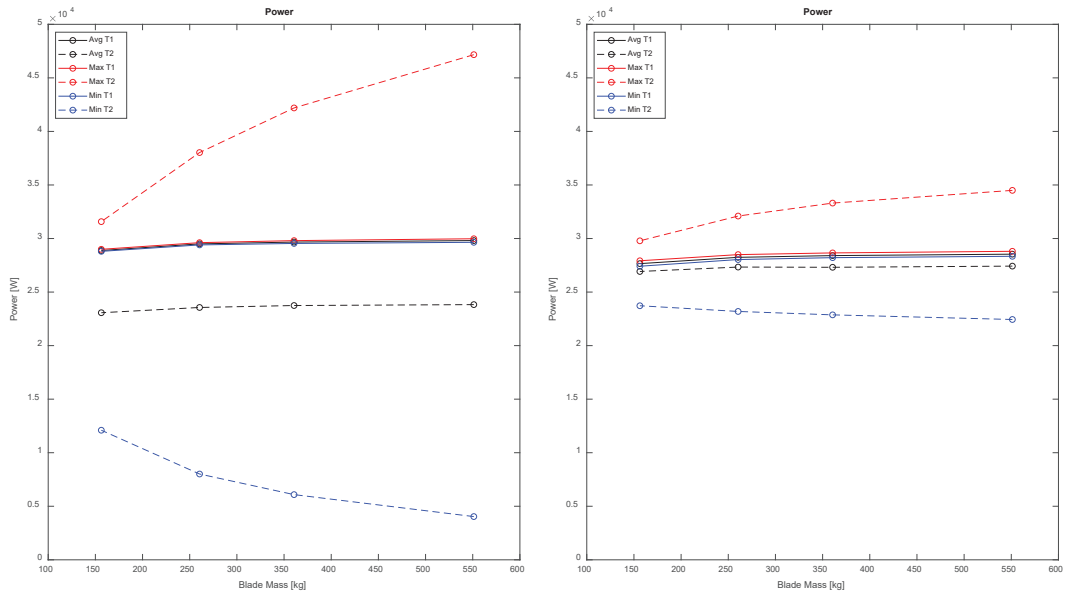 Power
× 10 4
5
4.5
4
3.5
3
2.5
2
1.5
1
0.5
0
Power [W]
Avg T1
Avg T2
Max T1
Max T2
Min T1
Min T2
100 150 200 250 300 350 400 450 500 550 600
Blade Mass [kg]
Power
× 10 4
5
4.5
4
3.5
3
2.5
2
1.5
1
0.5
0
Power [W]
Avg T1
Avg T2
Max T1
Max T2
Min T1
Min T2
100 150 200 250 300 350 400 450 500 550 600
Blade Mass [kg]